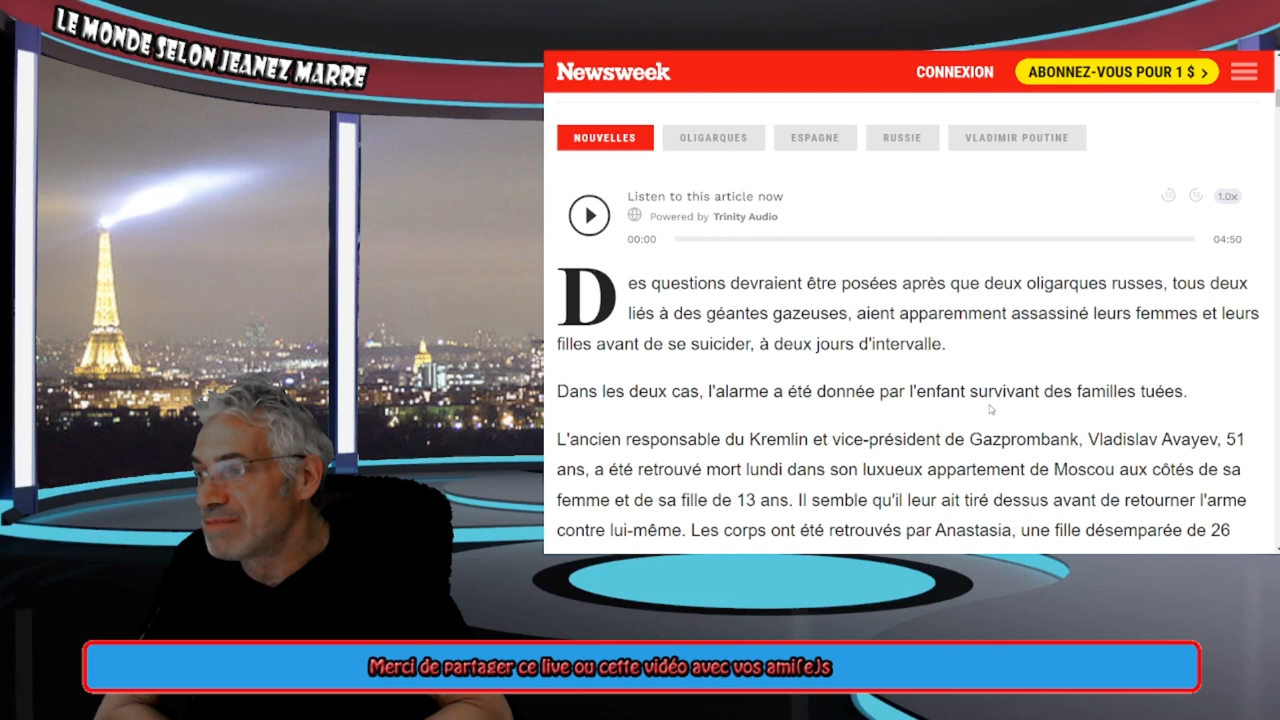 LE MONDE SELON JEANEZ MARRE
Newsweek
CONNEXION
ABONNEZ-VOUS POUR 1 $ >
NOUVELLES
OLIGARQUES
ESPAGNE
RUSSIE
VLADIMIR POUTINE
Listen to this article now
Powered by Trinity Audio
1.0x
00:00
04:50
Des questions devraient être posées après que deux oligarques russes, tous deux
liés à des géantes gazeuses, aient apparemment assassiné leurs femmes et leurs
filles avant de se suicider, à deux jours d'intervalle.
Dans les deux cas, l'alarme a été donnée par l'enfant survivant des familles tuées.
L'ancien responsable du Kremlin et vice-président de Gazprombank, Vladislav Avayev, 51
ans, a été retrouvé mort lundi dans son luxueux appartement de Moscou aux côtés de sa
femme et de sa fille de 13 ans. Il semble qu'il leur ait tiré dessus avant de retourner l'arme
contre lui-même. Les corps ont été retrouvés par Anastasia, une fille désemparée de 26
Merci de partager ce live ou cette vidéo avec vos ami(e)s